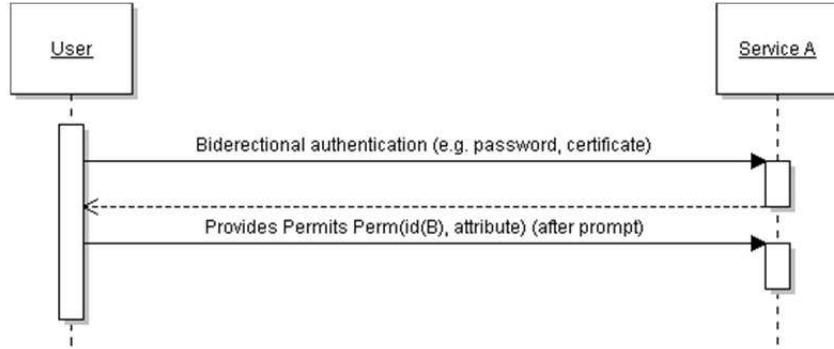 User
Service A
Biderectional authentication (e.g. password, certificate)
Provides Permits Perm(id(B), attribute) (after prompt)